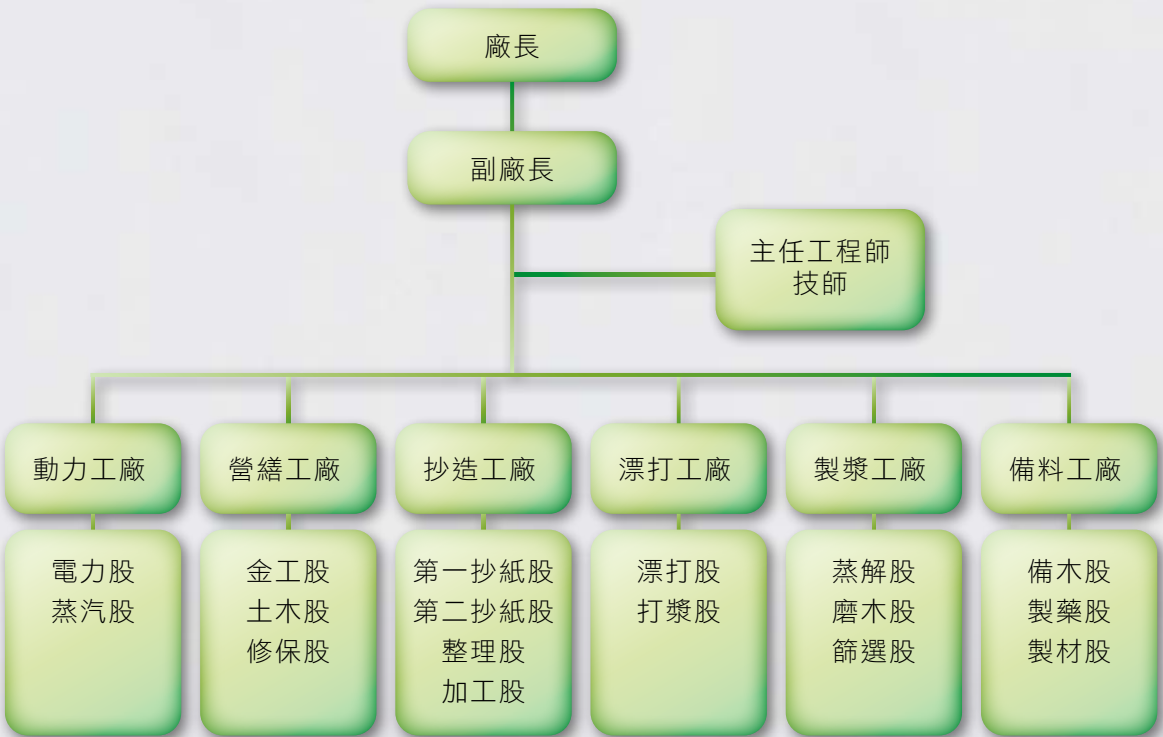 廠長
副廠長
主任工程師
技師
動力工廠
營繕工廠
抄造工廠
漂打工廠
製漿工廠
備料工廠
電力股
蒸汽股
金工股
土木股
修保股
第一抄紙股
第二抄紙股
整理股
加工股
漂打股
打漿股
蒸解股
磨木股
篩選股
備木股
製藥股
製材股